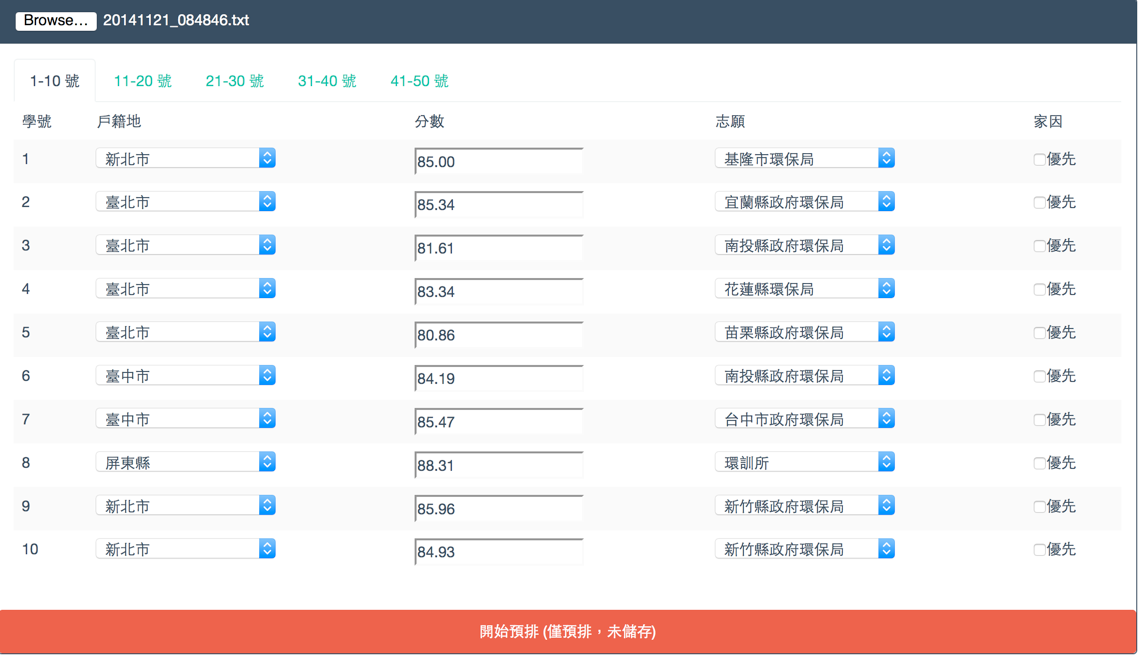 Browse... 20141121_084846.txt
1-10 號 11-20 號 21-30 號 31-40 號 41-50 號
學號 戶籍地 分數 志願 家因
1 新北市 85.00 基隆市環保局 優先
2 臺北市 85.34 宜蘭縣政府環保局 優先
3 臺北市 81.61 南投縣政府環保局 優先
4 臺北市 83.34 花蓮縣環保局 優先
5 臺北市 80.86 苗栗縣政府環保局 優先
6 臺中市 84.19 南投縣政府環保局 優先
7 臺中市 85.47 台中市政府環保局 優先
8 屏東縣 88.31 環訓所 優先
9 新北市 85.96 新竹縣政府環保局 優先
10 新北市 84.93 新竹縣政府環保局 優先
開始預排 (僅預排，未儲存)